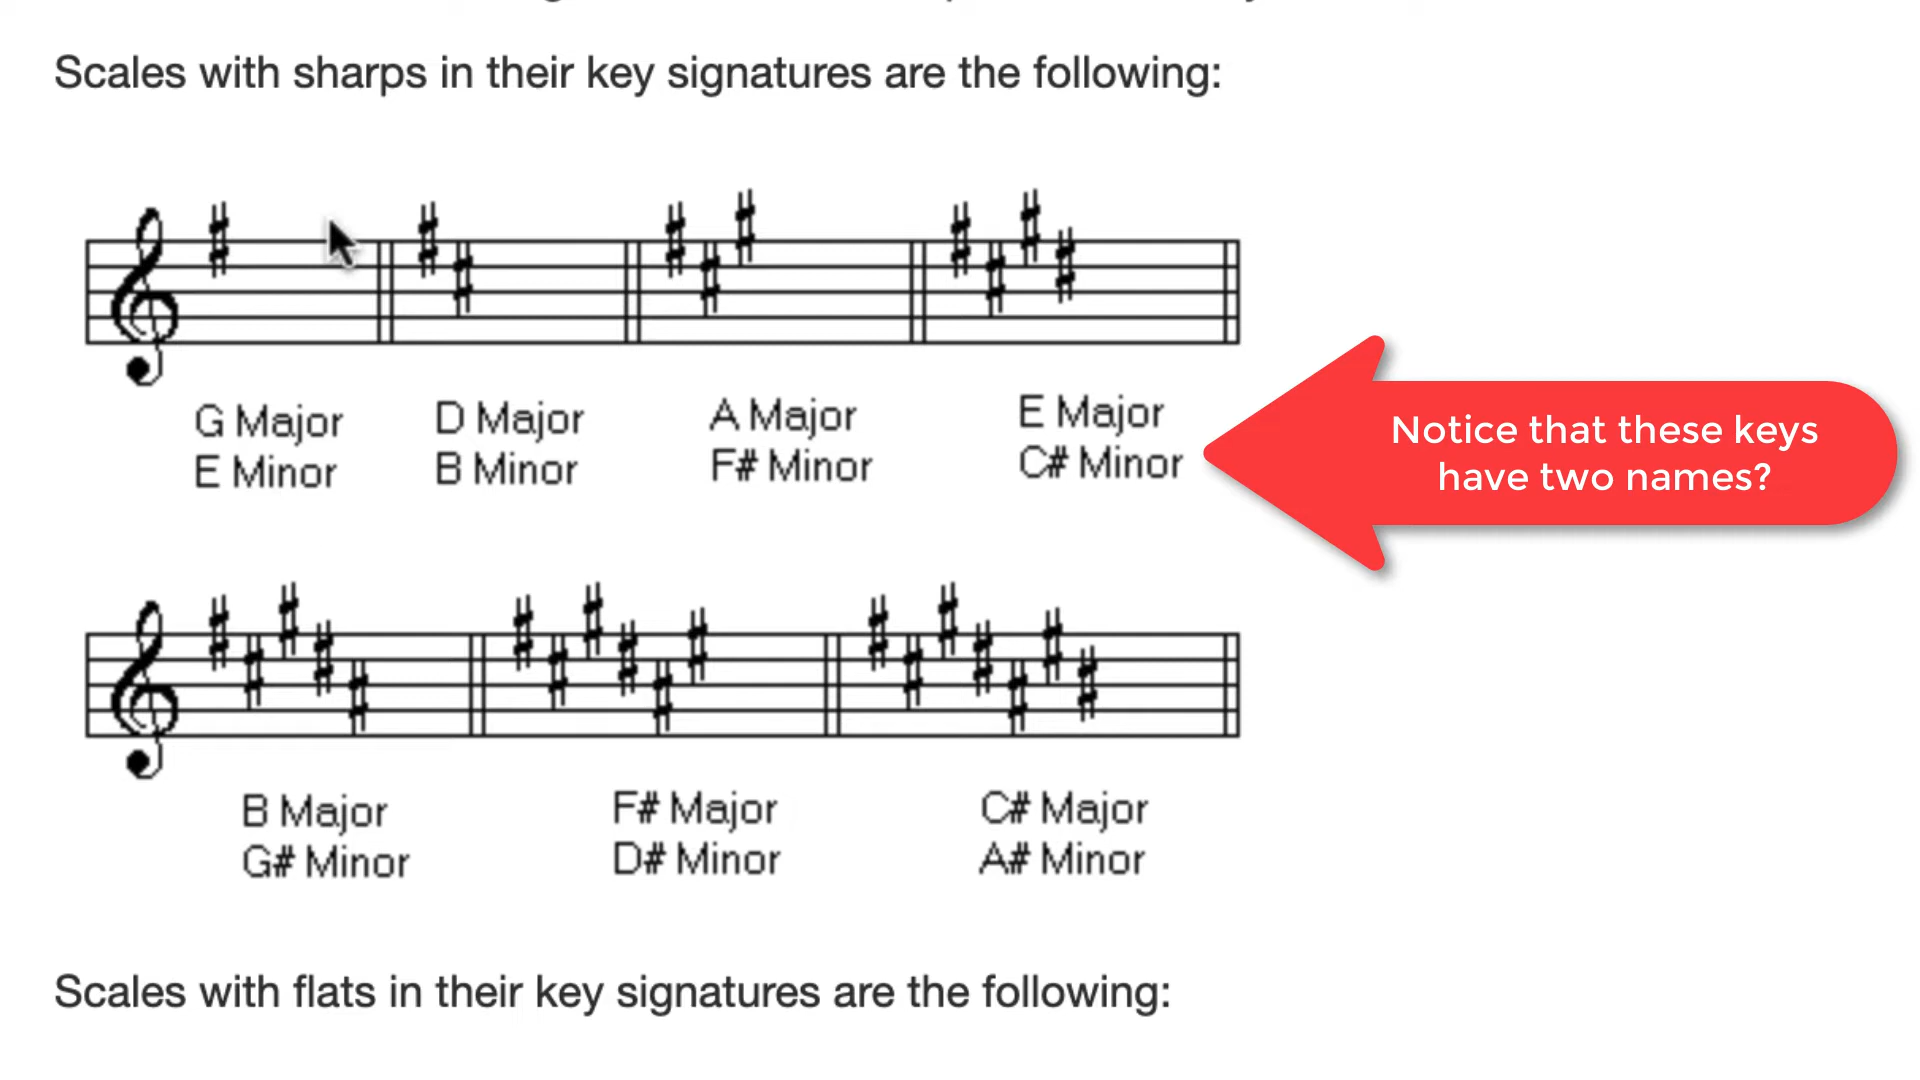 Scales with sharps in their key signatures are the following:
G Major
E Minor
D Major
B Minor
A Major
F# Minor
E Major
C# Minor
Notice that these keys
have two names?
B Major
G# Minor
F# Major
D# Minor
C# Major
A# Minor
Scales with flats in their key signatures are the following: